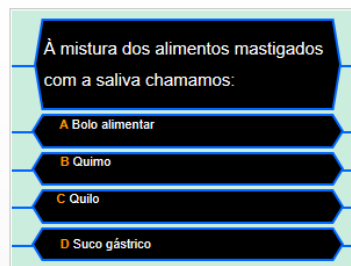 À mistura dos alimentos mastigados
com a saliva chamamos:
A Bolo alimentar
B Quimo
C Quilo
D Suco gástrico